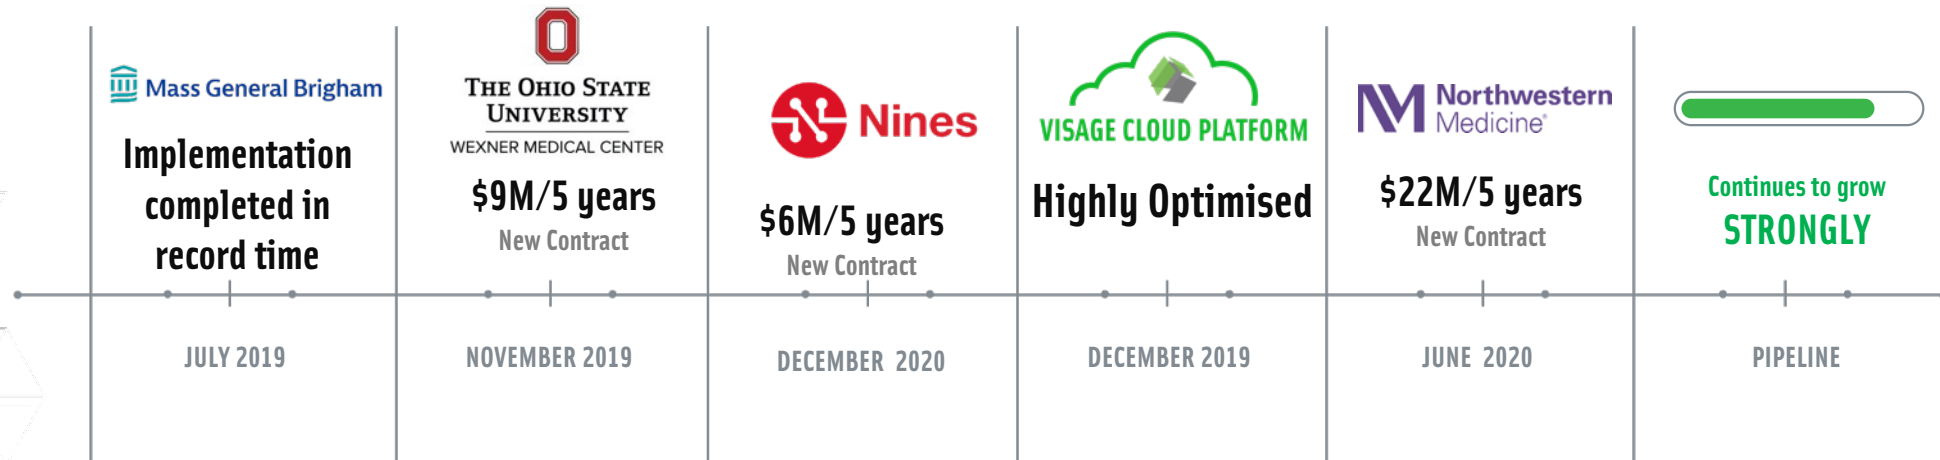 Mass General Brigham
Implementation
completed in
record time
JULY 2019
THE OHIO STATE
UNIVERSITY
WEXNER MEDICAL CENTER
$9M/5 years
New Contract
NOVEMBER 2019
Nines
$6M/5 years
New Contract
DECEMBER 2020
VISAGE CLOUD PLATFORM
Highly Optimised
DECEMBER 2019
Northwestern
Medicine®
$22M/5 years
New Contract
JUNE 2020
Continues to grow
STRONGLY
PIPELINE